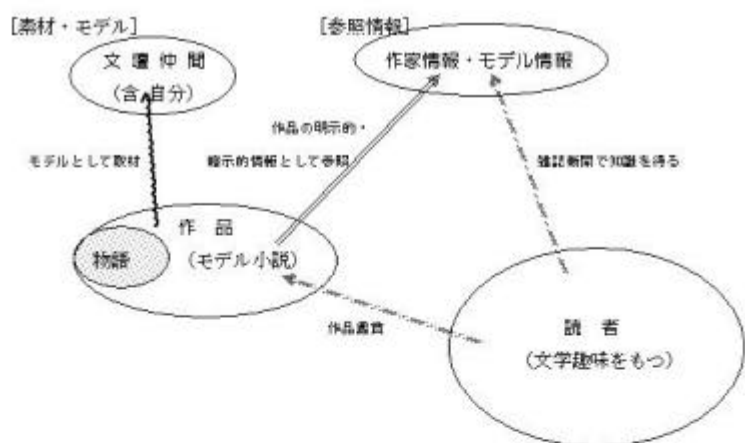 [素材・モデル]
[参照情報]
文壇仲間
(含 自分)
作家情報・モデル情報
作品の明示的・
暗示的情報として参照
モデルとして取材
雑誌新聞で知識を得る
作 品
物語
(モデル小説)
作品鑑賞
読 者
(文学趣味をもつ)